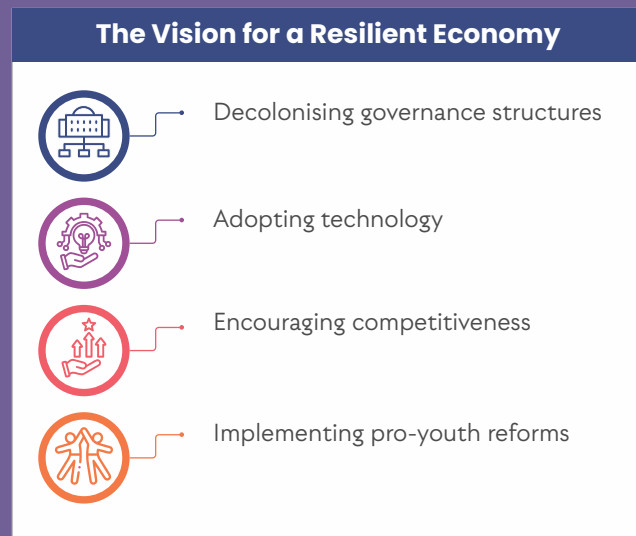 The Vision for a Resilient Economy
Decolonising governance structures
Adopting technology
Encouraging competitiveness
Implementing pro-youth reforms